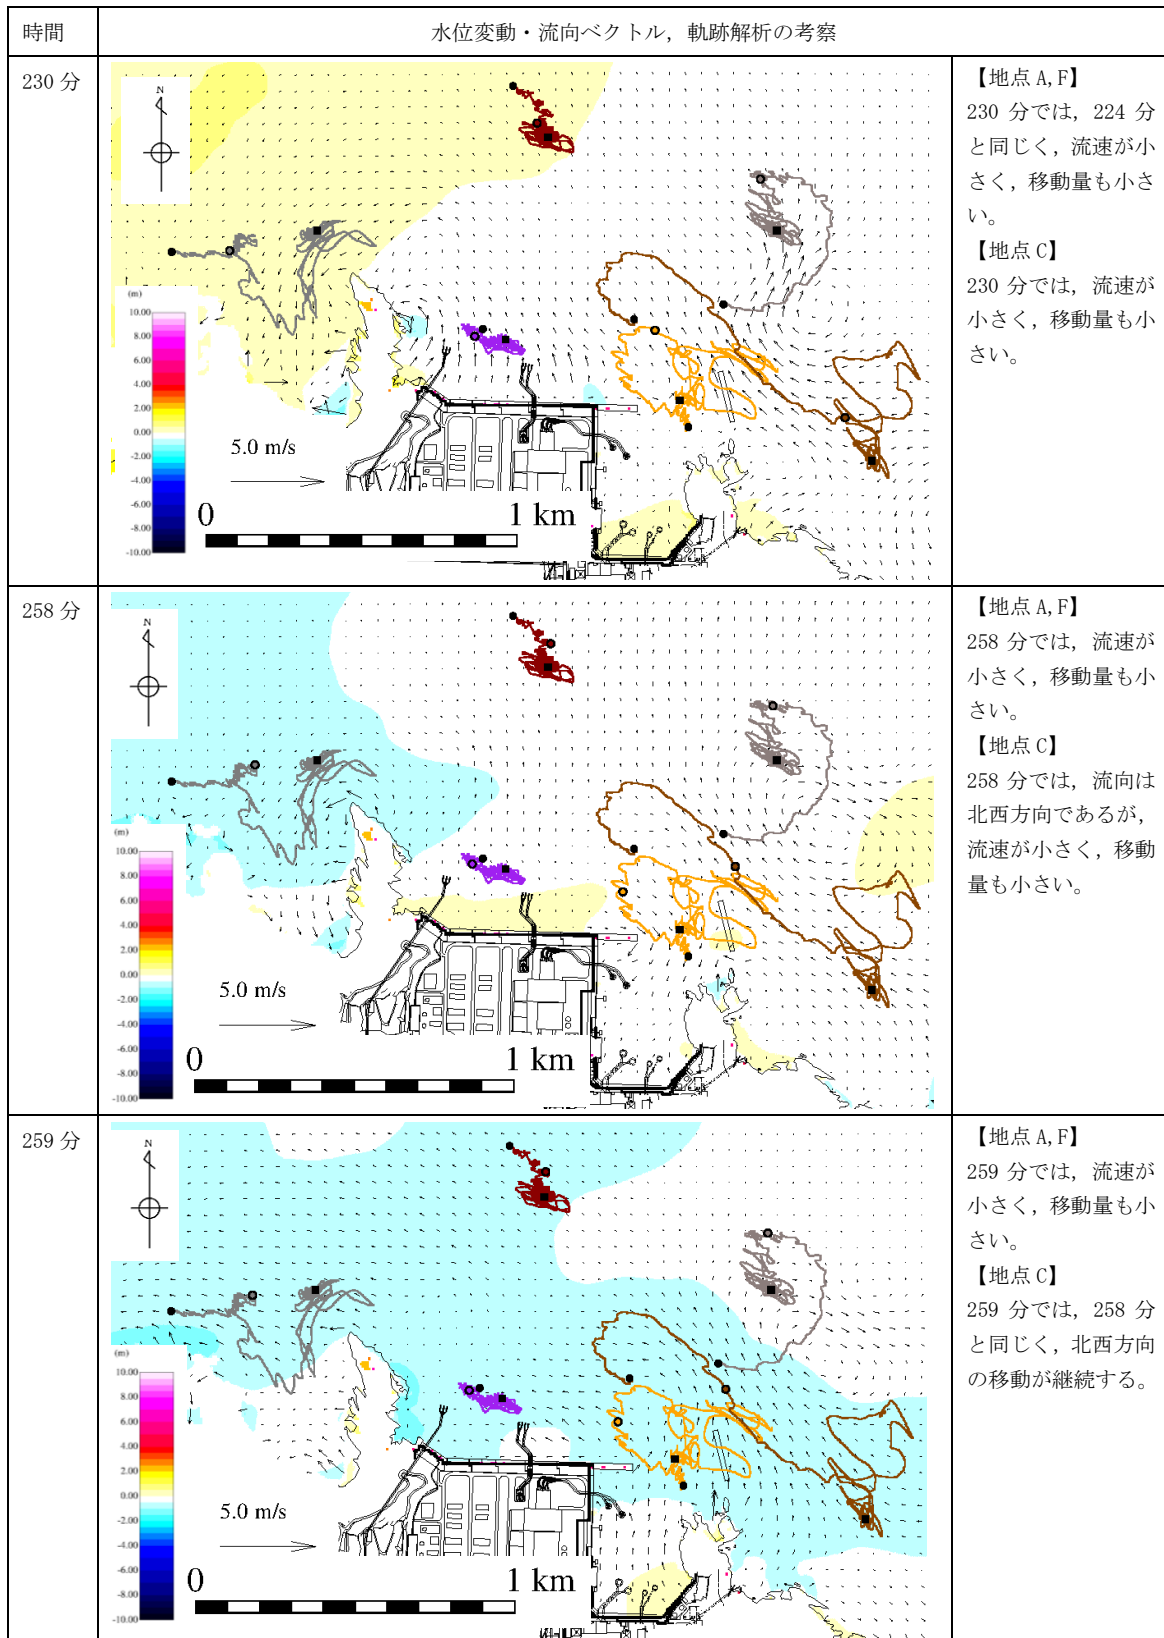 時間
水位変動・流向ベクトル，軌跡解析の考察
230 分
N
(m)
10.00
8.00
6.00
4.00
2.00
0.00
-2.00
-4.00
-6.00
-8.00
-10.00
5.0 m/s
0
1 km
【地点 A,F】
230 分では，224 分
と同じく，流速が小
さく，移動量も小さ
い。
【地点 C】
230 分では，流速が
小さく，移動量も小
さい。
258 分
N
(m)
10.00
8.00
6.00
4.00
2.00
0.00
-2.00
-4.00
-6.00
-8.00
-10.00
5.0 m/s
0
1 km
【地点 A,F】
258 分では，流速が
小さく，移動量も小
さい。
【地点 C】
258 分では，流向は
北西方向であるが，
流速が小さく，移動
量も小さい。
259 分
N
(m)
10.00
8.00
6.00
4.00
2.00
0.00
-2.00
-4.00
-6.00
-8.00
-10.00
5.0 m/s
0
1 km
【地点 A,F】
259 分では，流速が
小さく，移動量も小
さい。
【地点 C】
259 分では，258 分
と同じく，北西方向
の移動が継続する。